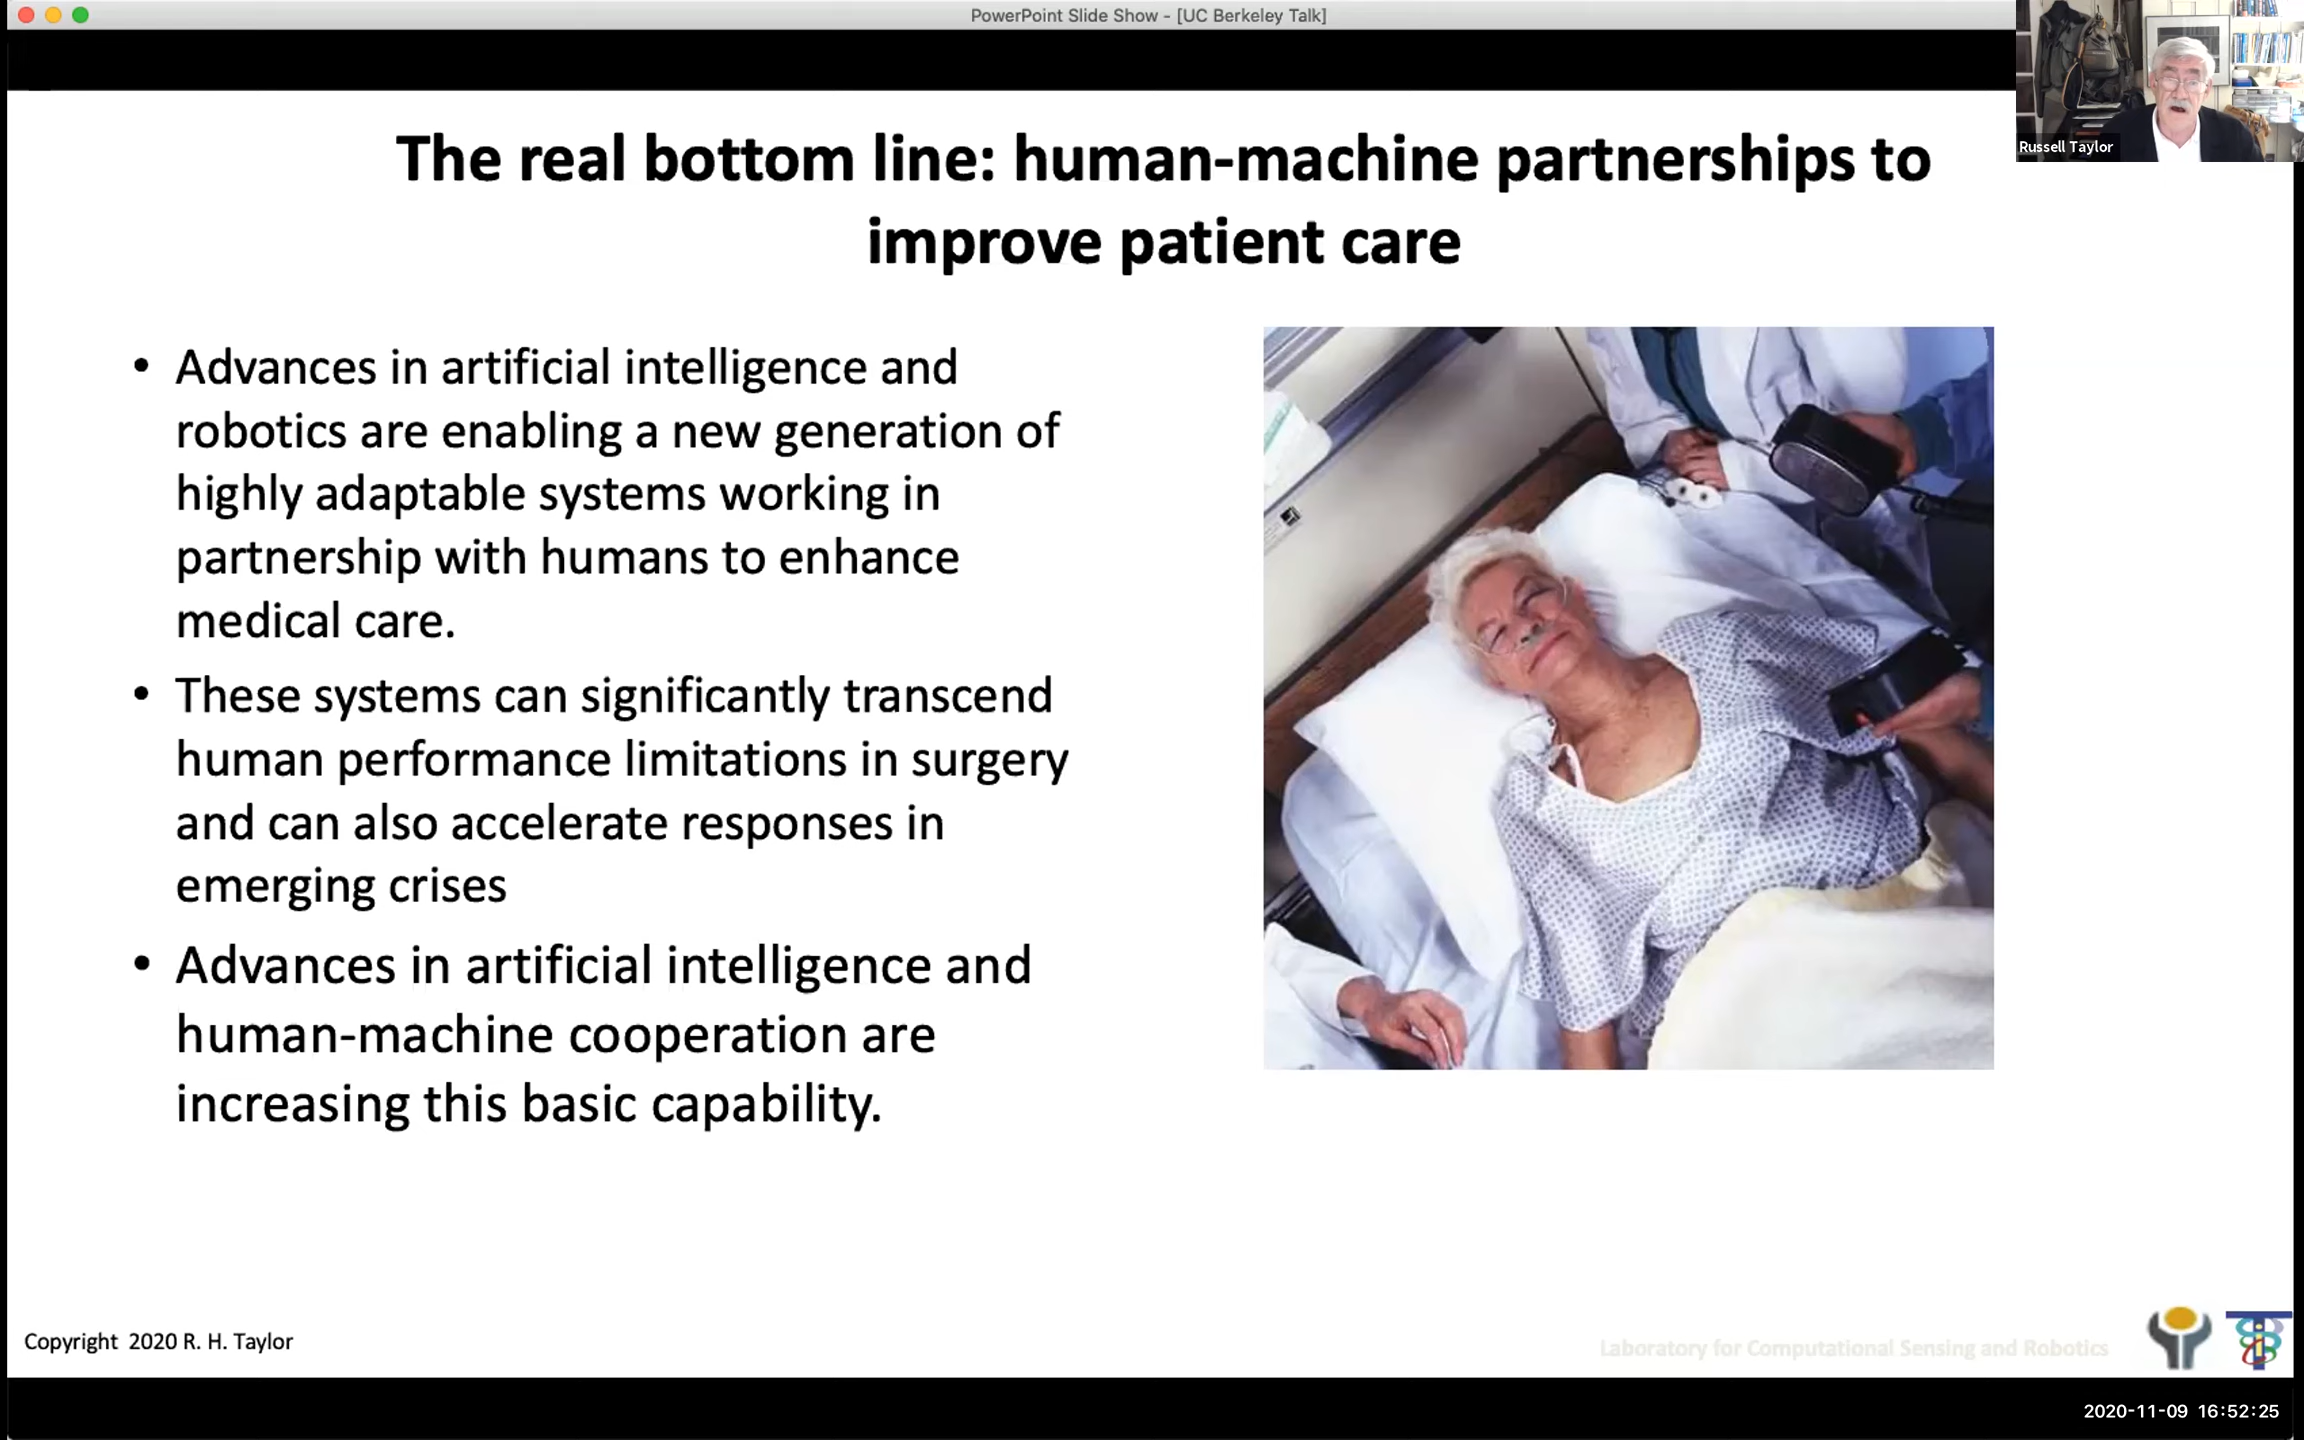 PowerPoint Slide Show - [UC Berkeley Talk]
Russell Taylor
The real bottom line: human-machine partnerships to
improve patient care
• Advances in artificial intelligence and
robotics are enabling a new generation of
highly adaptable systems working in
partnership with humans to enhance
medical care.
• These systems can significantly transcend
human performance limitations in surgery
and can also accelerate responses in
emerging crises
• Advances in artificial intelligence and
human-machine cooperation are
increasing this basic capability.
Copyright 2020 R. H. Taylor
Laboratory for Computational Sensing and Robotics
2020-11-09 16:52:25